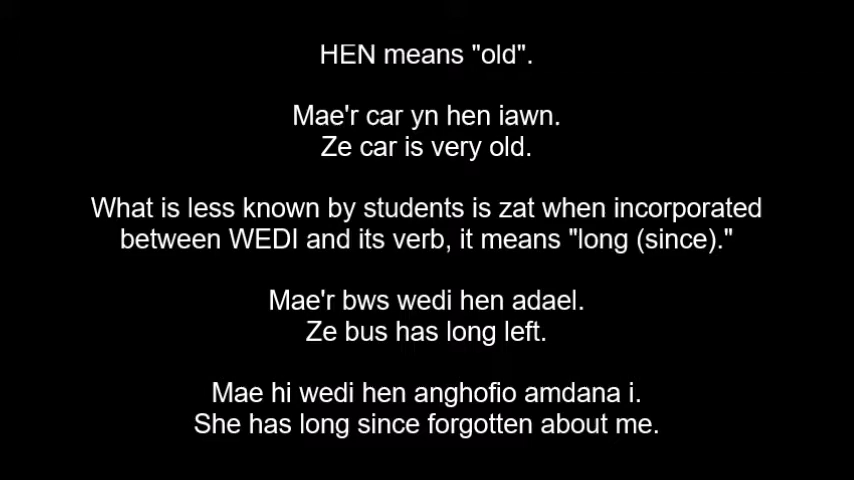 HEN means "old".
Mae'r car yn hen iawn.
Ze car is very old.
What is less known by students is zat when incorporated
between WEDI and its verb, it means "long (since)."
Mae'r bws wedi hen adael.
Ze bus has long left.
Mae hi wedi hen anghofio amdana i.
She has long since forgotten about me.